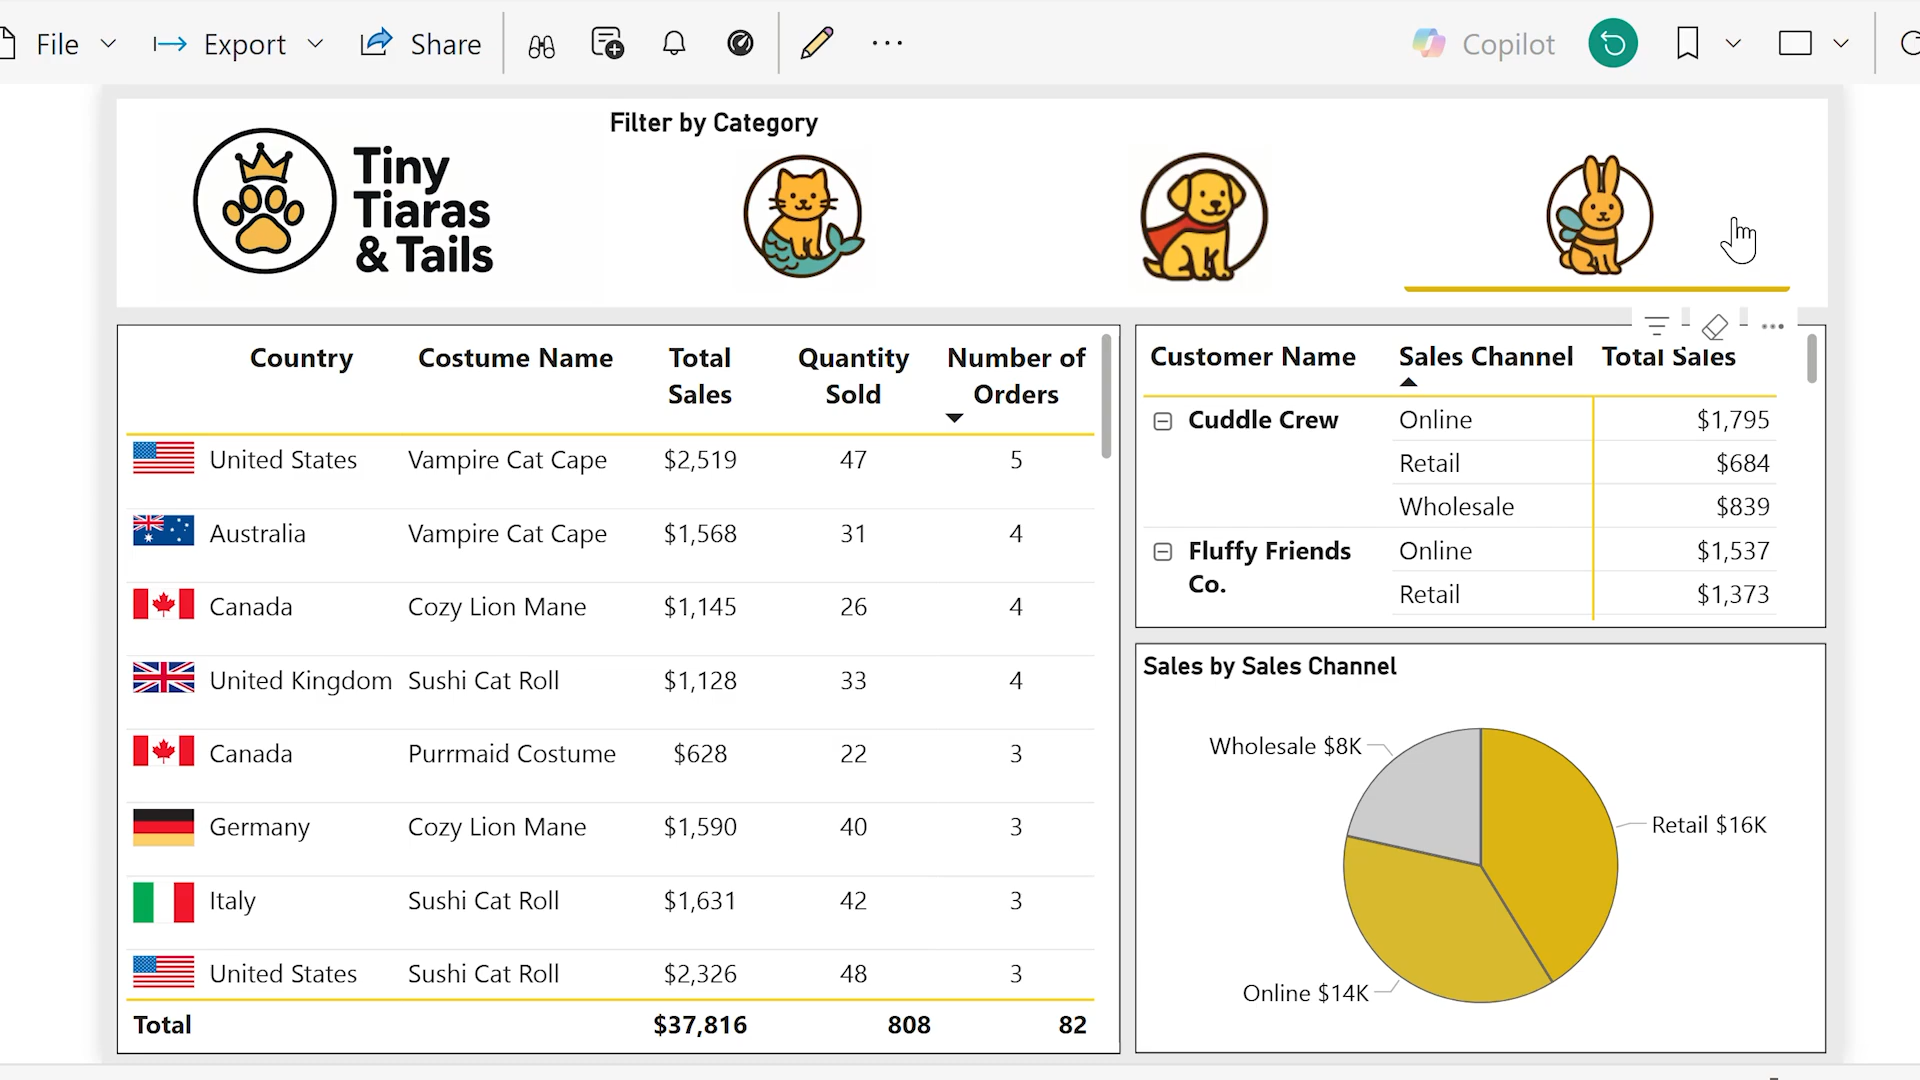 File
Export
Share
Copilot
Tiny
Tiaras
& Tails
Filter by Category
Country Costume Name Total Sales Quantity Sold Number of Orders
United States Vampire Cat Cape $2,519 47 5
Australia Vampire Cat Cape $1,568 31 4
Canada Cozy Lion Mane $1,145 26 4
United Kingdom Sushi Cat Roll $1,128 33 4
Canada Purrmaid Costume $628 22 3
Germany Cozy Lion Mane $1,590 40 3
Italy Sushi Cat Roll $1,631 42 3
United States Sushi Cat Roll $2,326 48 3
Total $37,816 808 82
Customer Name Sales Channel Total Sales
Cuddle Crew Online $1,795
Retail $684
Wholesale $839
Fluffy Friends Co. Online $1,537
Retail $1,373
Sales by Sales Channel
Wholesale $8K
Retail $16K
Online $14K